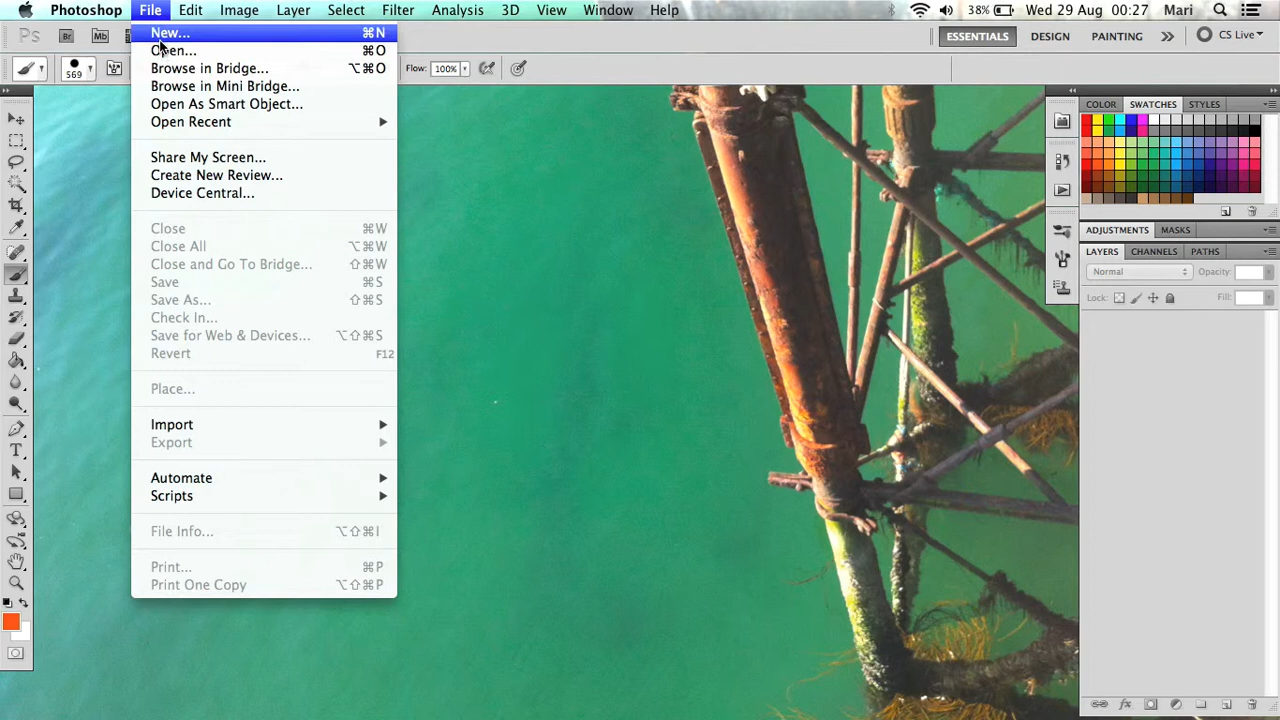 Photoshop File Edit Image Layer Select Filter Analysis 3D View Window Help 38% Wed 29 Aug 00:27 Mari
Ps Br Mb ESSENTIALS DESIGN PAINTING CS Live
569 Flow: 100%
New... ⌘N
Open... ⌘O
Browse in Bridge... ⌥⌘O
Browse in Mini Bridge...
Open As Smart Object...
Open Recent
Share My Screen...
Create New Review...
Device Central...
Close ⌘W
Close All ⌥⌘W
Close and Go To Bridge... ⇧⌘W
Save ⌘S
Save As... ⇧⌘S
Check In...
Save for Web & Devices... ⌥⇧⌘S
Revert F12
Place...
Import
Export
Automate
Scripts
File Info... ⌥⇧⌘I
Print... ⌘P
Print One Copy ⌥⇧⌘P
COLOR SWATCHES STYLES
ADJUSTMENTS MASKS
LAYERS CHANNELS PATHS
Normal Opacity:
Lock: Fill: